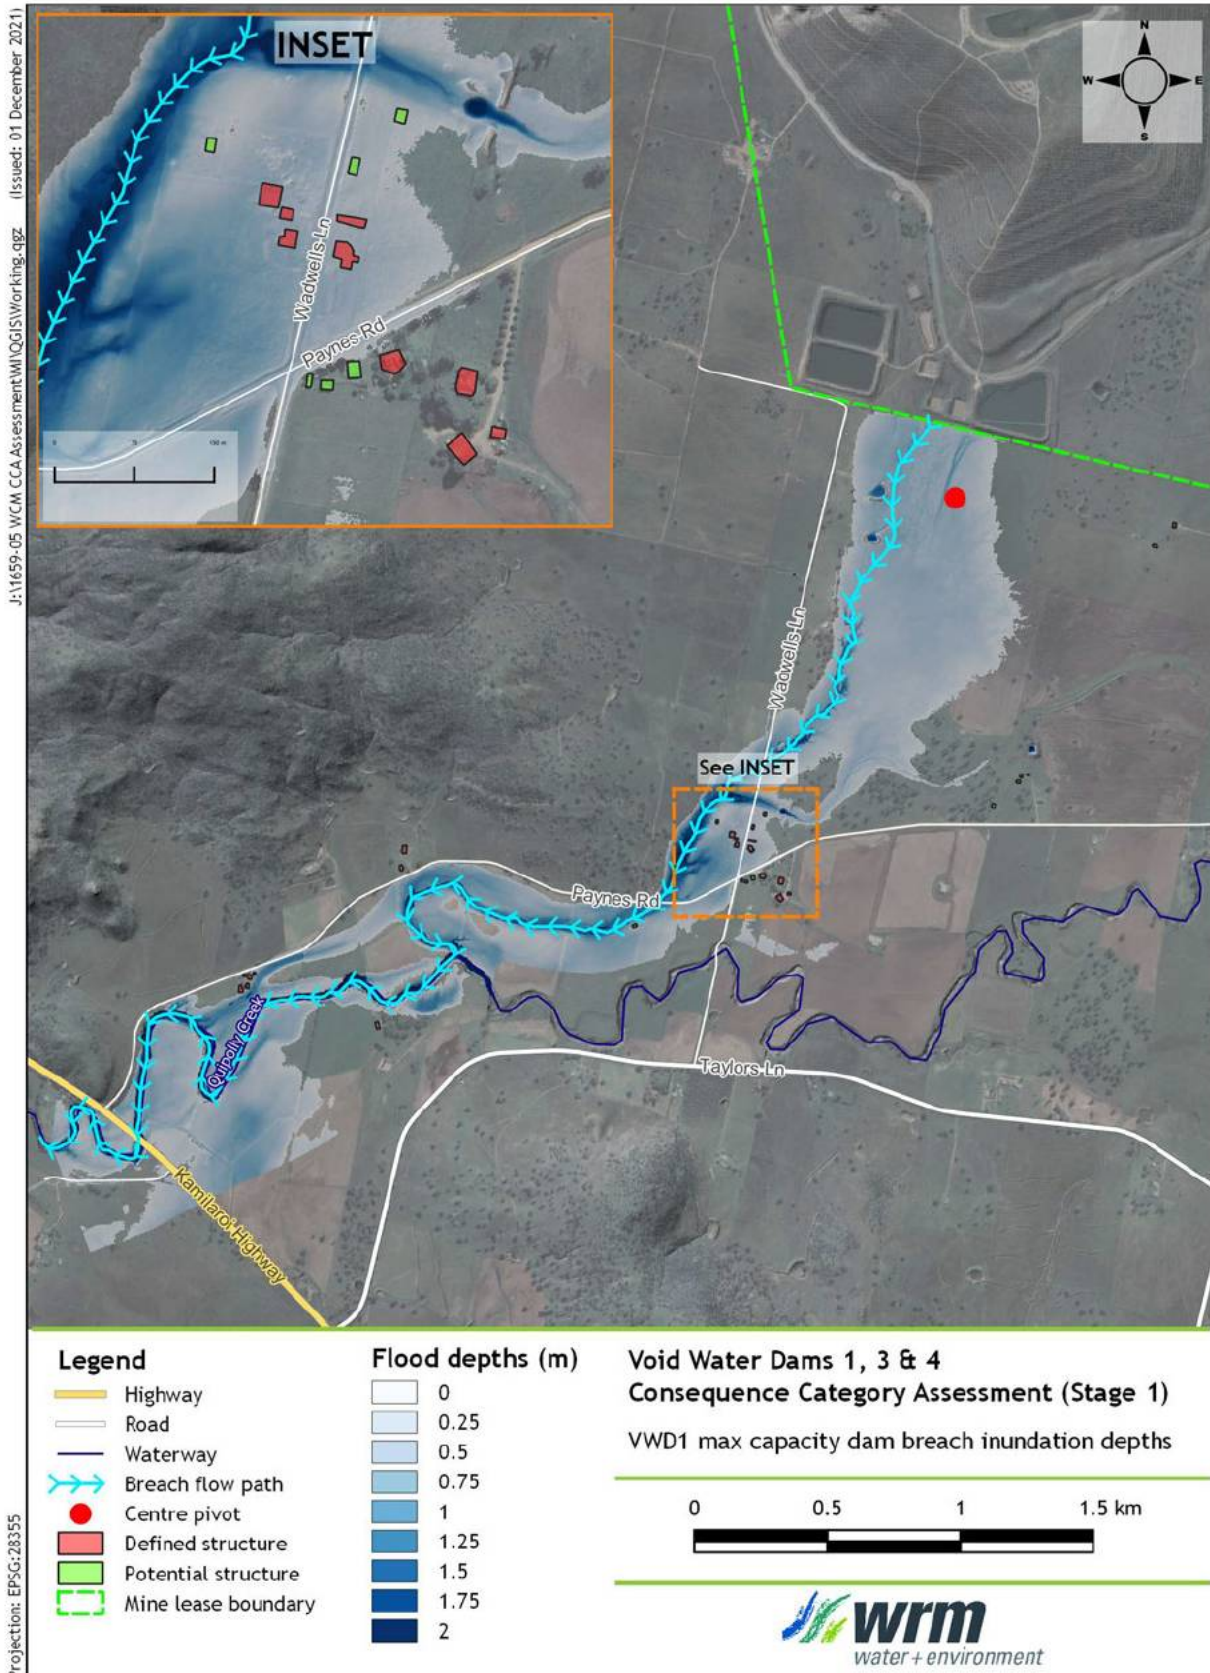 J:\1659-05 WCM CCA Assessment\WI\QGIS\Working.qgz (Issued: 01 December 2021)
INSET
N
W
E
S
Wadwells Ln
Paynes Rd
0
150 m
Wadwells Ln
See INSET
Paynes Rd
Quipolly Creek
Taylors Ln
Kamilaroi Highway
Projection: EPSG:28355
Legend
Highway
Road
Waterway
Breach flow path
Centre pivot
Defined structure
Potential structure
Mine lease boundary
Flood depths (m)
0
0.25
0.5
0.75
1
1.25
1.5
1.75
2
Void Water Dams 1, 3 & 4
Consequence Category Assessment (Stage 1)
VWD1 max capacity dam breach inundation depths
0 0.5 1 1.5 km
wrm
water + environment